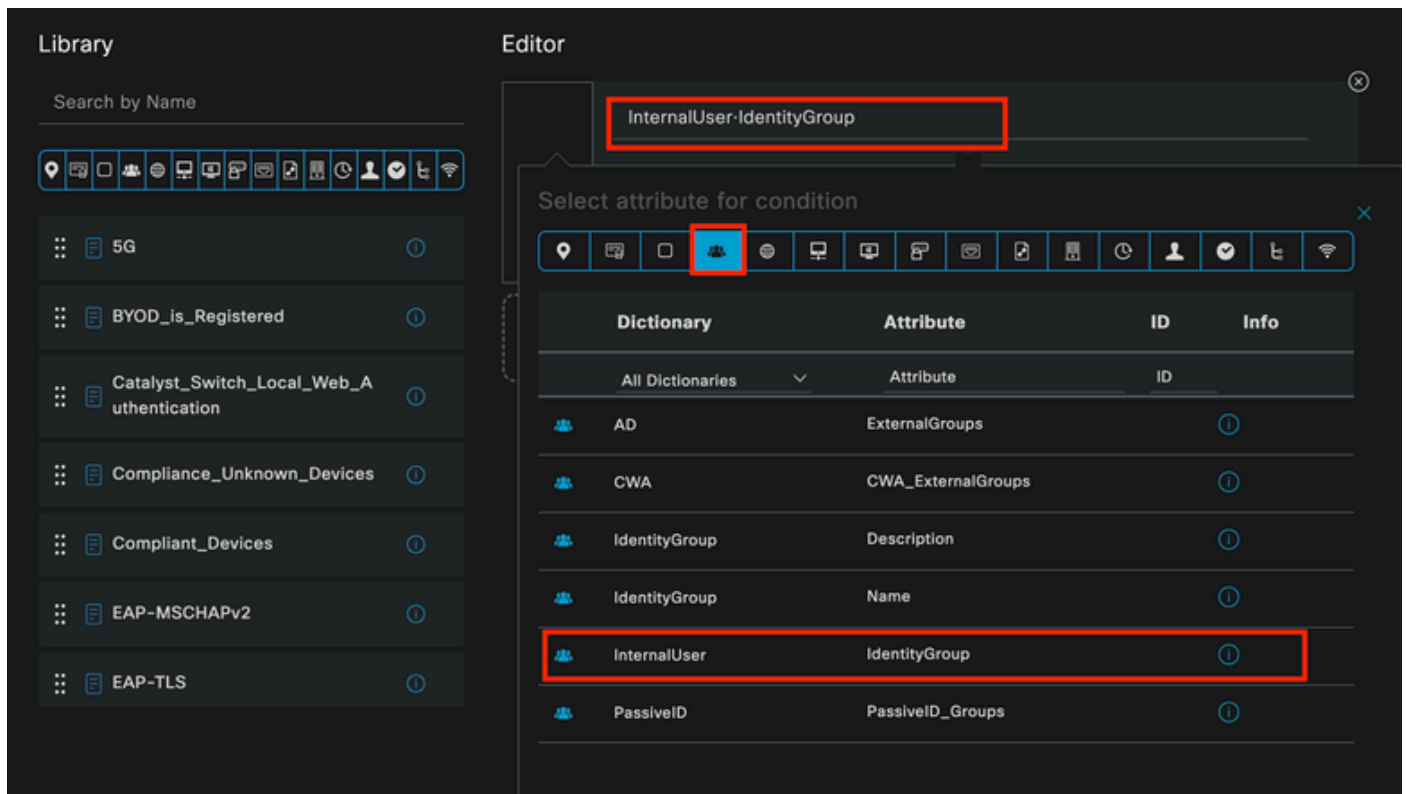 Library
Search by Name
5G
BYOD_is_Registered
Catalyst_Switch_Local_Web_A
uthentication
Compliance_Unknown_Devices
Compliant_Devices
EAP-MSCHAPv2
EAP-TLS
Editor
InternalUser·IdentityGroup
Select attribute for condition
Dictionary Attribute ID Info
All Dictionaries Attribute ID
AD ExternalGroups
CWA CWA_ExternalGroups
IdentityGroup Description
IdentityGroup Name
InternalUser IdentityGroup
PassiveID PassiveID_Groups